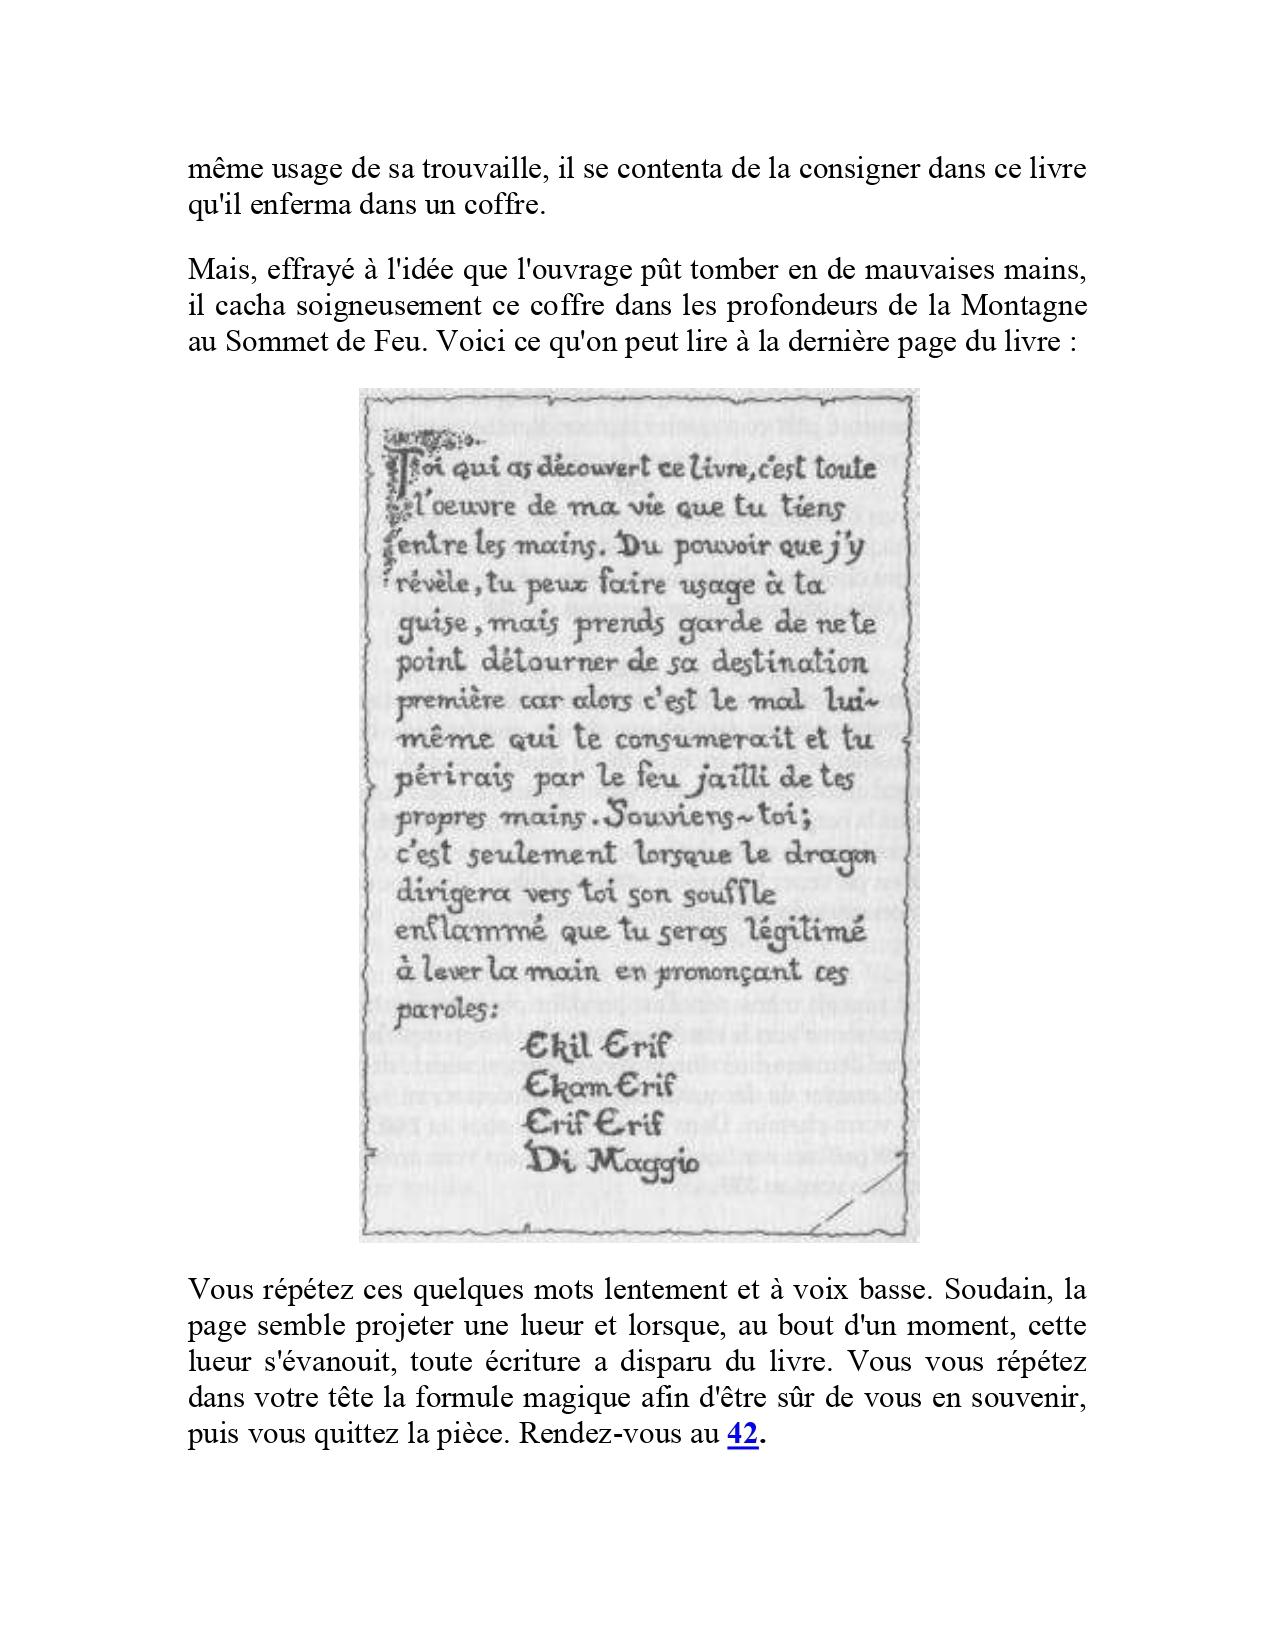 même usage de sa trouvaille, il se contenta de la consigner dans ce livre
qu'il enferma dans un coffre.
Mais, effrayé à l'idée que l'ouvrage pût tomber en de mauvaises mains,
il cacha soigneusement ce coffre dans les profondeurs de la Montagne
au Sommet de Feu. Voici ce qu'on peut lire à la dernière page du livre :
Toi qui as découvert ce livre, c'est toute
l'oeuvre de ma vie que tu tiens
entre les mains. Du pouvoir que j'y
révèle, tu peux faire usage à ta
guise, mais prends garde de ne te
point détourner de sa destination
première car alors c'est le mal lui~
même qui te consumerait et tu
périrais par le feu jailli de tes
propres mains. Souviens~toi;
c'est seulement lorsque le dragon
dirigera vers toi son souffle
enflammé que tu seras légitimé
à lever la main en prononçant ces
paroles:
Ekil Erif
Ekam Erif
Erif Erif
Di Maggio
Vous répétez ces quelques mots lentement et à voix basse. Soudain, la
page semble projeter une lueur et lorsque, au bout d'un moment, cette
lueur s'évanouit, toute écriture a disparu du livre. Vous vous répétez
dans votre tête la formule magique afin d'être sûr de vous en souvenir,
puis vous quittez la pièce. Rendez-vous au 42.